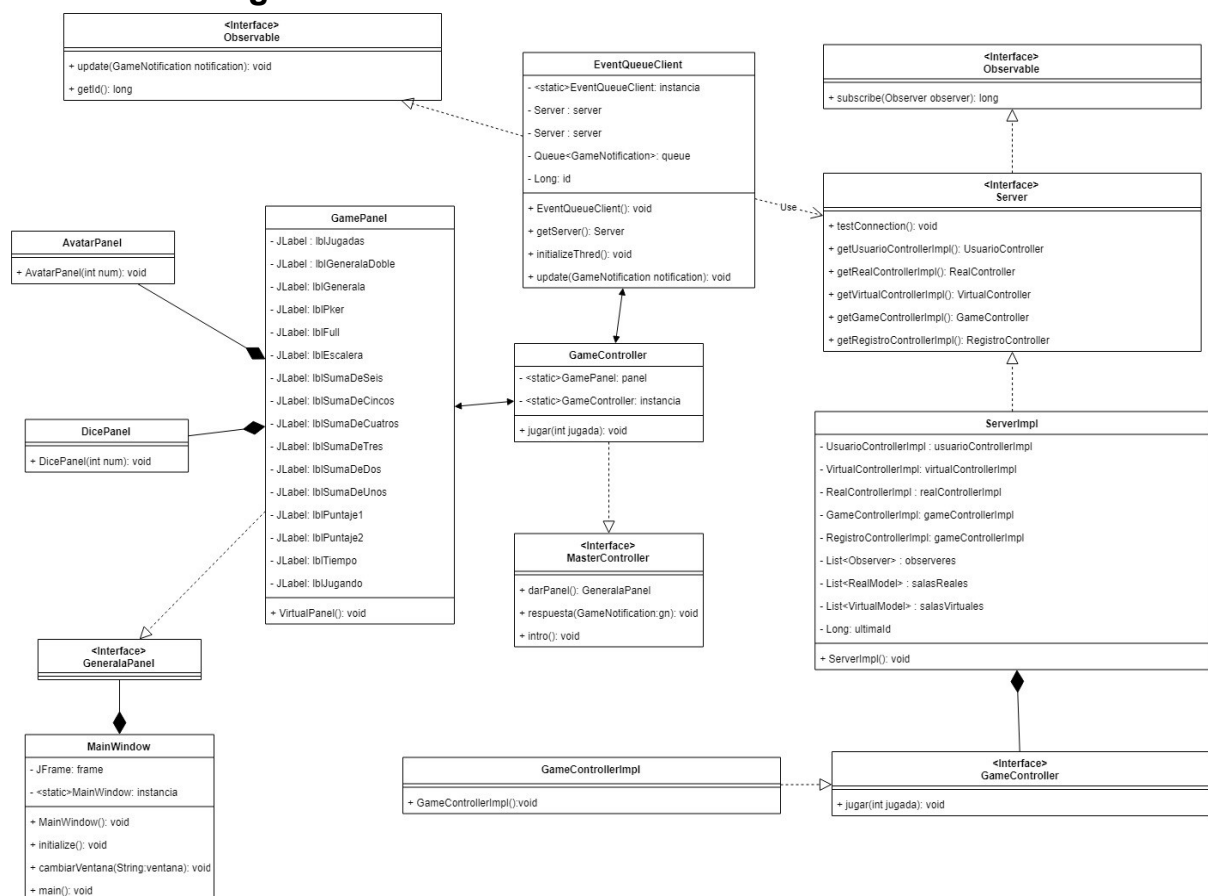 g
<Interface>
Observable
+ update(GameNotification notification): void
+ getId(): long
EventQueueClient
- <static>EventQueueClient: instancia
- Server : server
- Server : server
- Queue<GameNotification>: queue
- Long: id
+ EventQueueClient(): void
+ getServer(): Server
+ initializeThred(): void
+ update(GameNotification notification): void
<Interface>
Observable
+ subscribe(Observer observer): long
Use
<Interface>
Server
+ testConnection(): void
+ getUsuarioControllerImpl(): UsuarioController
+ getRealControllerImpl(): RealController
+ getVirtualControllerImpl(): VirtualController
+ getGameControllerImpl(): GameController
+ getRegistroControllerImpl(): RegistroController
AvatarPanel
+ AvatarPanel(int num): void
DicePanel
+ DicePanel(int num): void
GamePanel
- JLabel : lblJugadas
- JLabel : lblGeneralaDoble
- JLabel: lblGenerala
- JLabel: lblPker
- JLabel: lblFull
- JLabel: lblEscalera
- JLabel: lblSumaDeSeis
- JLabel: lblSumaDeCincos
- JLabel: lblSumaDeCuatros
- JLabel: lblSumaDeTres
- JLabel: lblSumaDeDos
- JLabel: lblSumaDeUnos
- JLabel: lblPuntaje1
- JLabel: lblPuntaje2
- JLabel: lblTiempo
- JLabel: lblJugando
+ VirtualPanel(): void
GameController
- <static>GamePanel: panel
- <static>GameController: instancia
+ jugar(int jugada): void
<Interface>
MasterController
+ darPanel(): GeneralaPanel
+ respuesta(GameNotification:gn): void
+ intro(): void
ServerImpl
- UsuarioControllerImpl : usuarioControllerImpl
- VirtualControllerImpl: virtualControllerImpl
- RealControllerImpl : realControllerImpl
- GameControllerImpl: gameControllerImpl
- RegistroControllerImpl: gameControllerImpl
- List<Observer> : observeres
- List<RealModel> : salasReales
- List<VirtualModel> : salasVirtuales
- Long: ultimaId
+ ServerImpl(): void
<Interface>
GeneralaPanel
MainWindow
- JFrame: frame
- <static>MainWindow: instancia
+ MainWindow(): void
+ initialize(): void
+ cambiarVentana(String:ventana): void
+ main(): void
GameControllerImpl
+ GameControllerImpl():void
<Interface>
GameController
+ jugar(int jugada): void